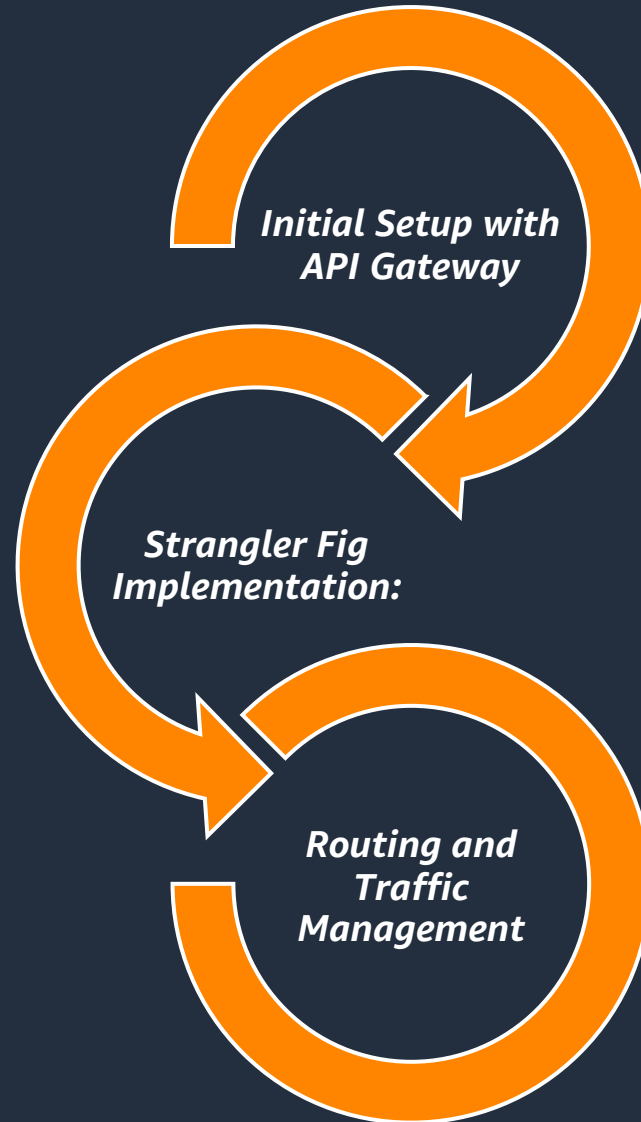 Initial Setup with
API Gateway
Strangler Fig
Implementation:
Routing and
Traffic
Management